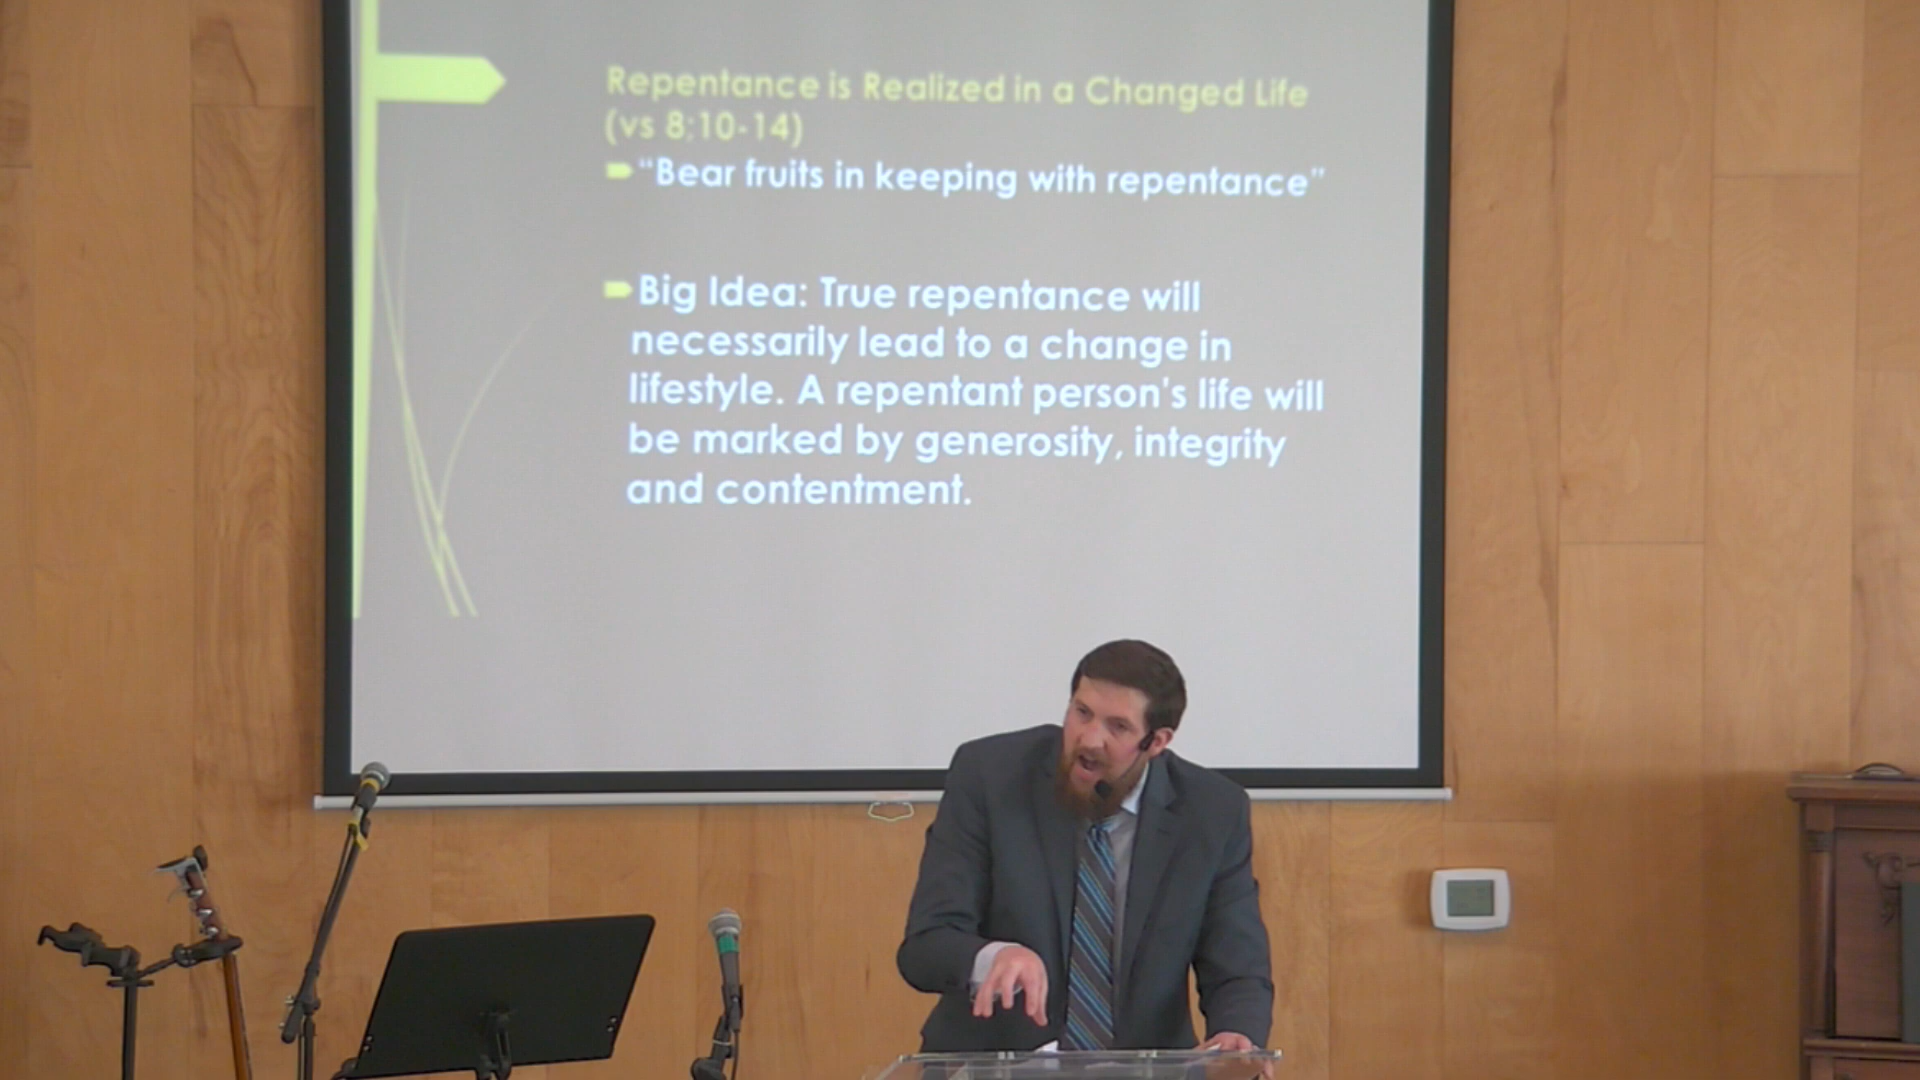 Repentance is Realized in a Changed Life
(vs 8;10-14)
“Bear fruits in keeping with repentance”
Big Idea: True repentance will
necessarily lead to a change in
lifestyle. A repentant person's life will
be marked by generosity, integrity
and contentment.